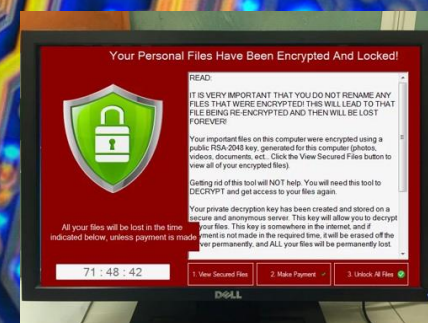 Your Personal Files Have Been Encrypted And Locked!
READ:
IT IS VERY IMPORTANT THAT YOU DO NOT RENAME ANY
FILES THAT WERE ENCRYPTED! THIS WILL LEAD TO THAT
FILE BEING RE-ENCRYPTED AND THEN WILL BE LOST
FOREVER!
Your important files on this computer were encrypted using a
public RSA-2048 key, generated for this computer (photos,
videos, documents, ect.. Click the View Secured Files button to
view all of your encrypted files).
Getting rid of this tool will NOT help. You will need this tool to
DECRYPT and get access to your files again.
Your private decryption key has been created and stored on a
secure and anonymous server. This key will allow you to decrypt
your files. This key is somewhere in the internet, and if
payment is not made in the required time, it will be erased off the
server permanently, and ALL your files will be permanently lost.
All your files will be lost in the time
indicated below, unless payment is made
71 : 48 : 42
1. View Secured Files
2. Make Payment
3. Unlock All Files
DELL